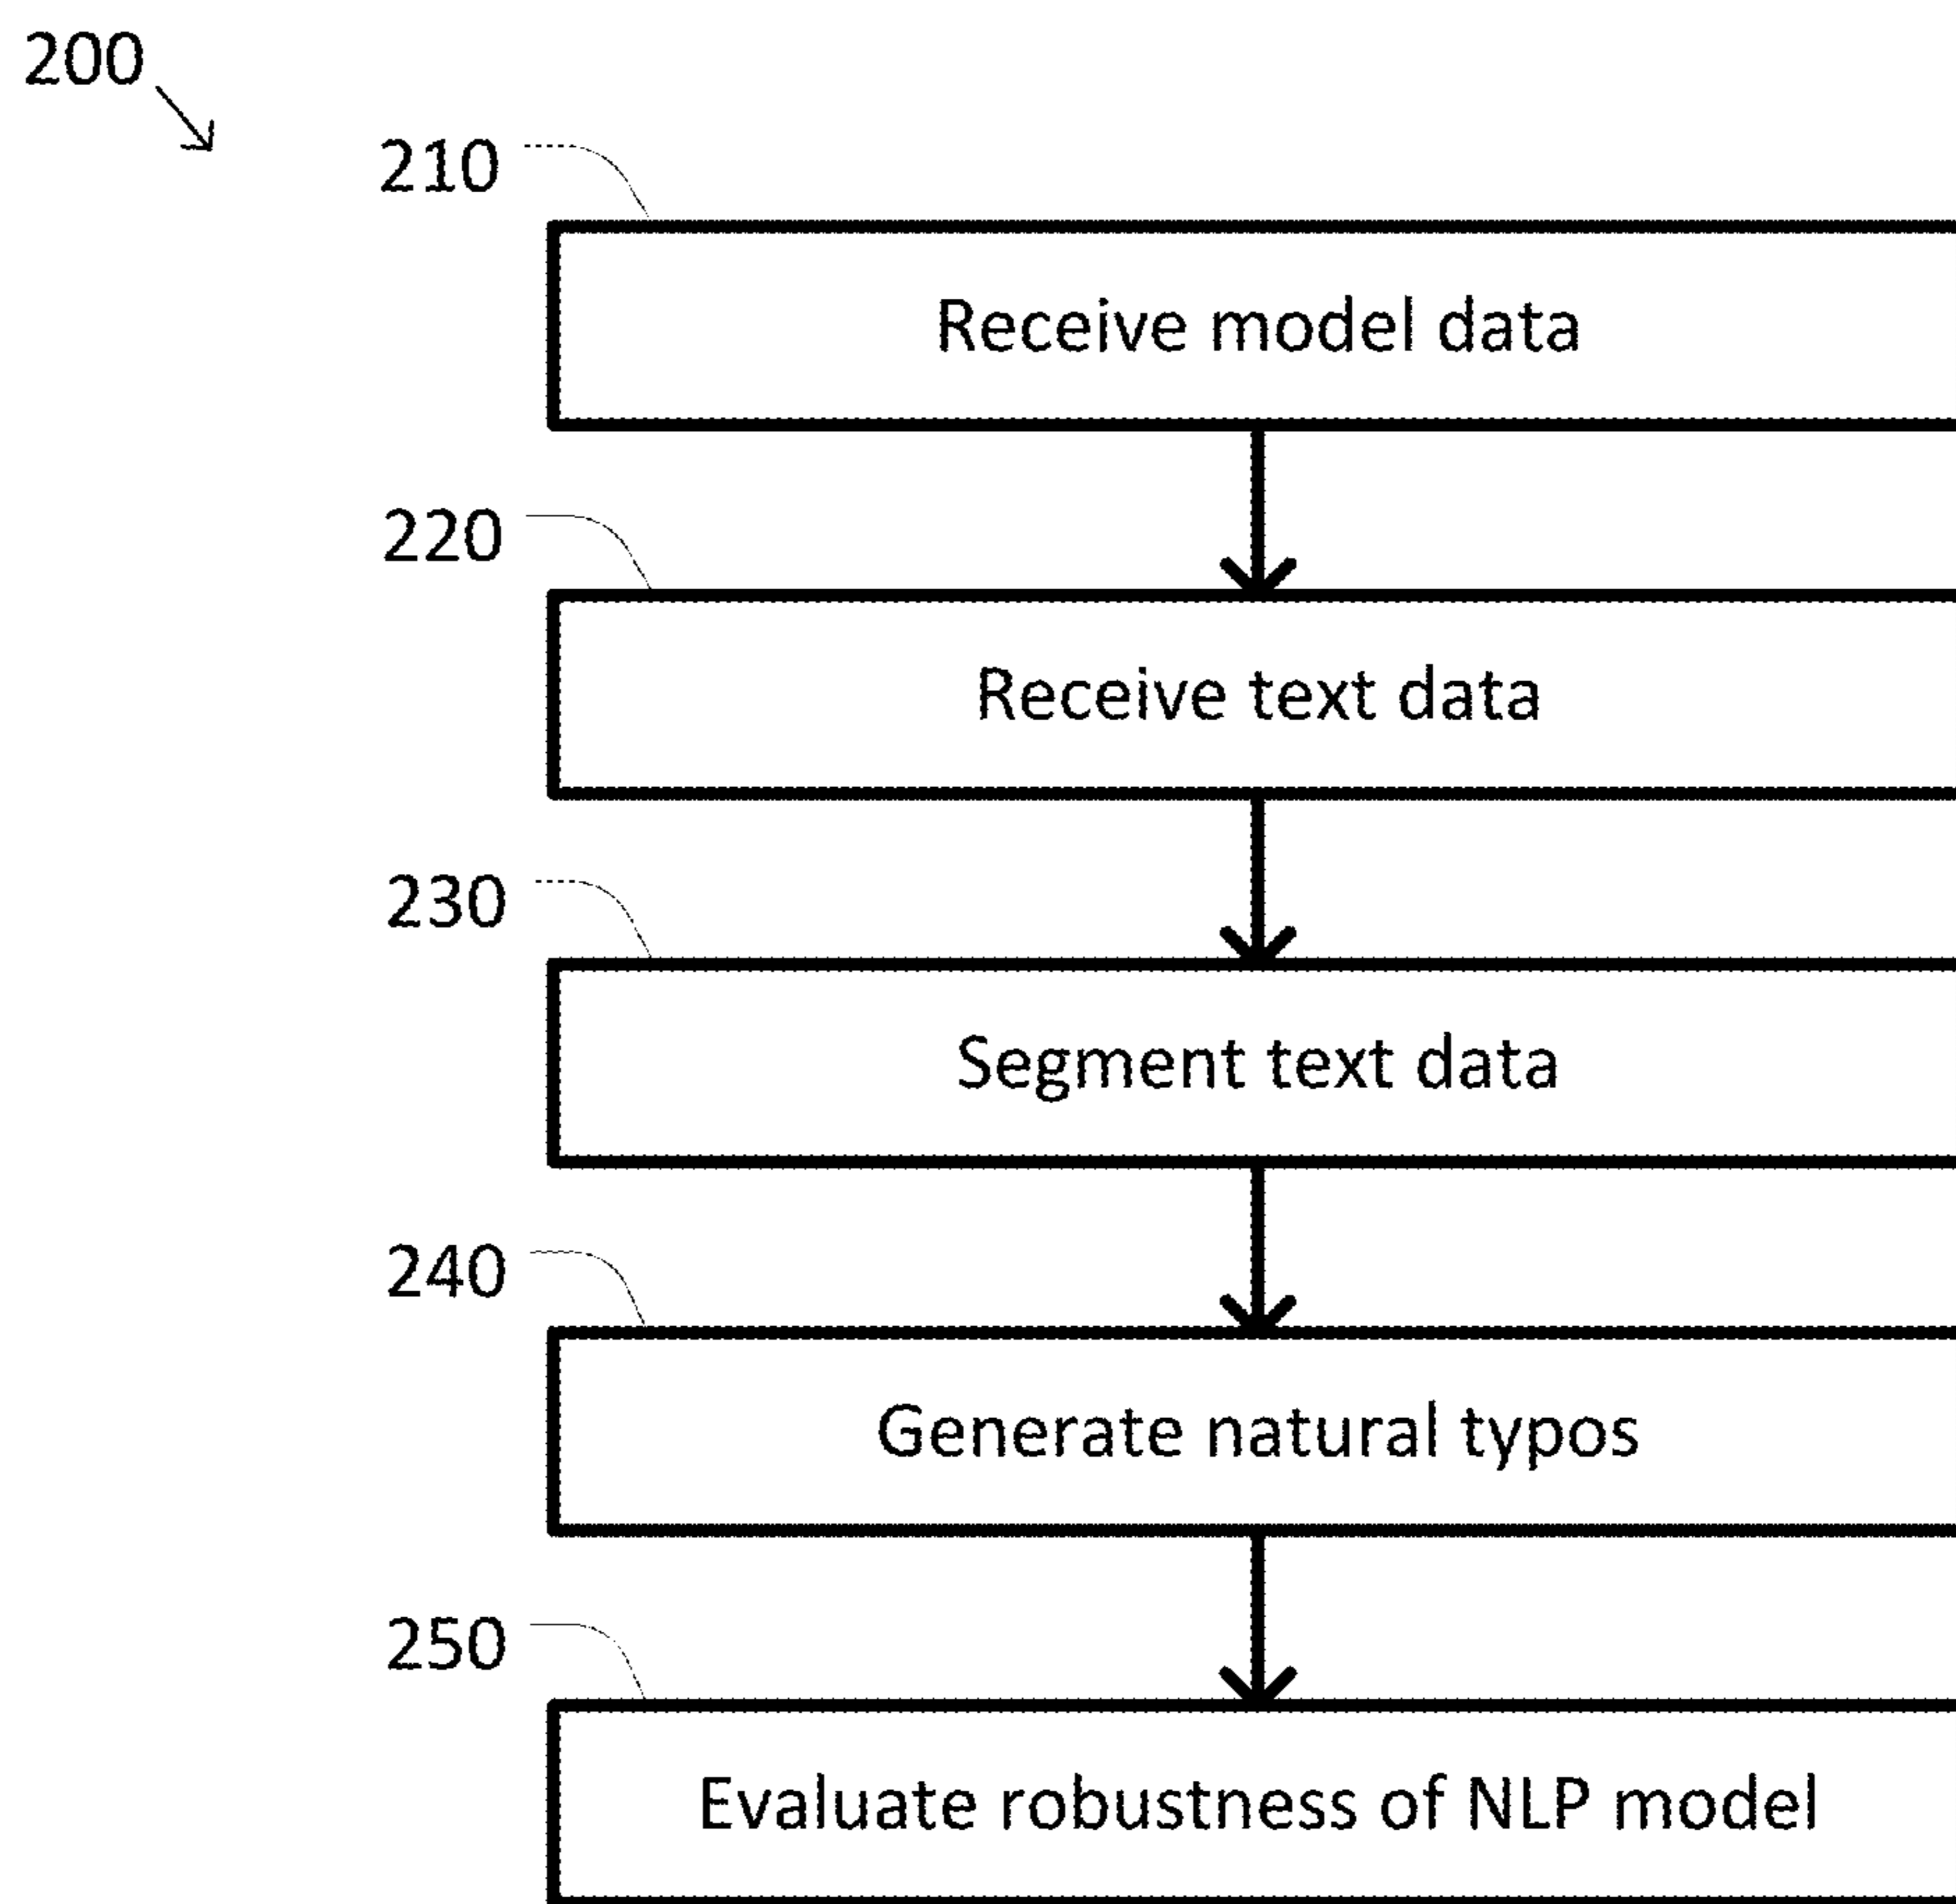 200
210
Receive model data
220
Receive text data
230
Segment text data
240
Generate natural typos
250
Evaluate robustness of NLP model